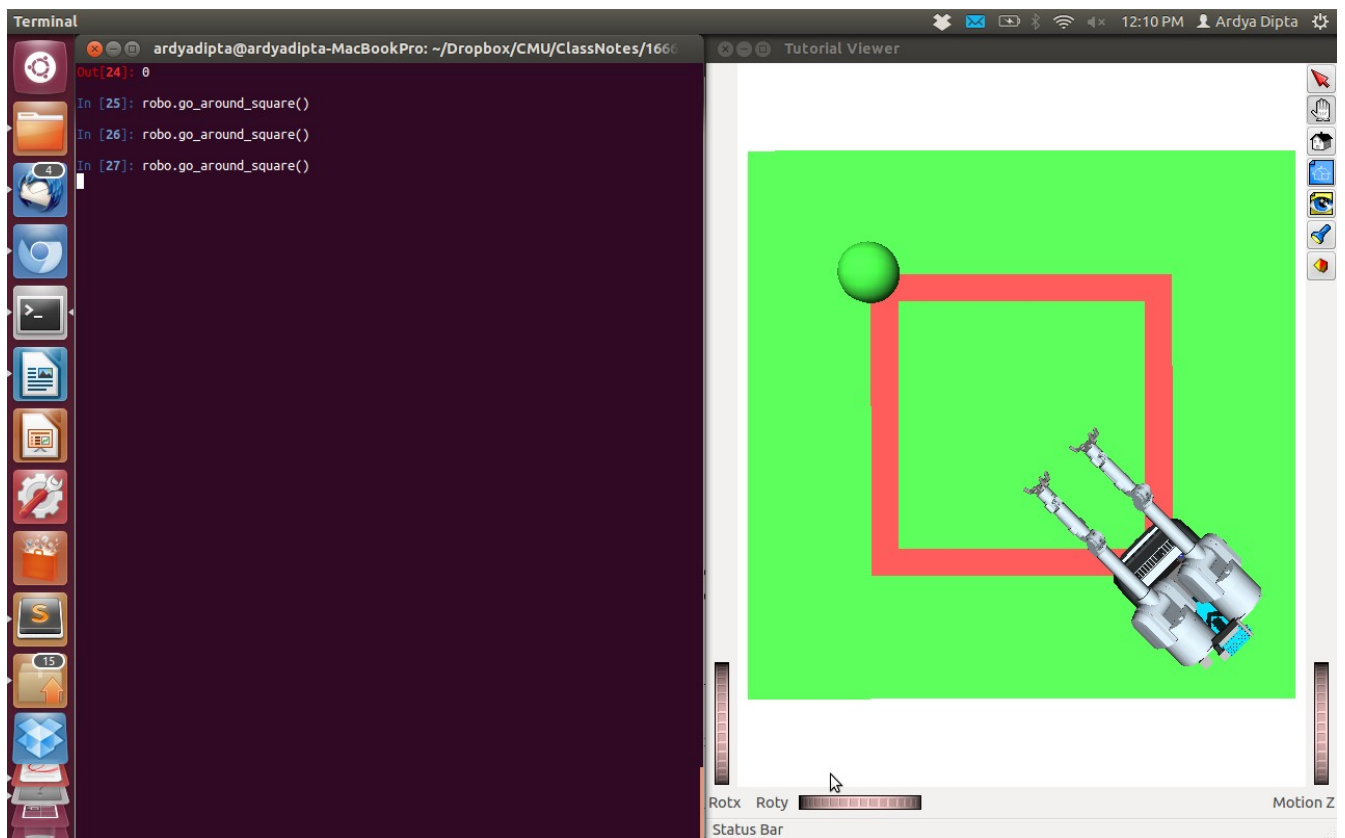 Terminal
12:10 PM Ardya Dipta
ardyadipta@ardyadipta-MacBookPro: ~/Dropbox/CMU/ClassNotes/1666
Out[24]: 0
In [25]: robo.go_around_square()
In [26]: robo.go_around_square()
In [27]: robo.go_around_square()
4
>_
S
15
Tutorial Viewer
Rotx Roty Motion Z
Status Bar